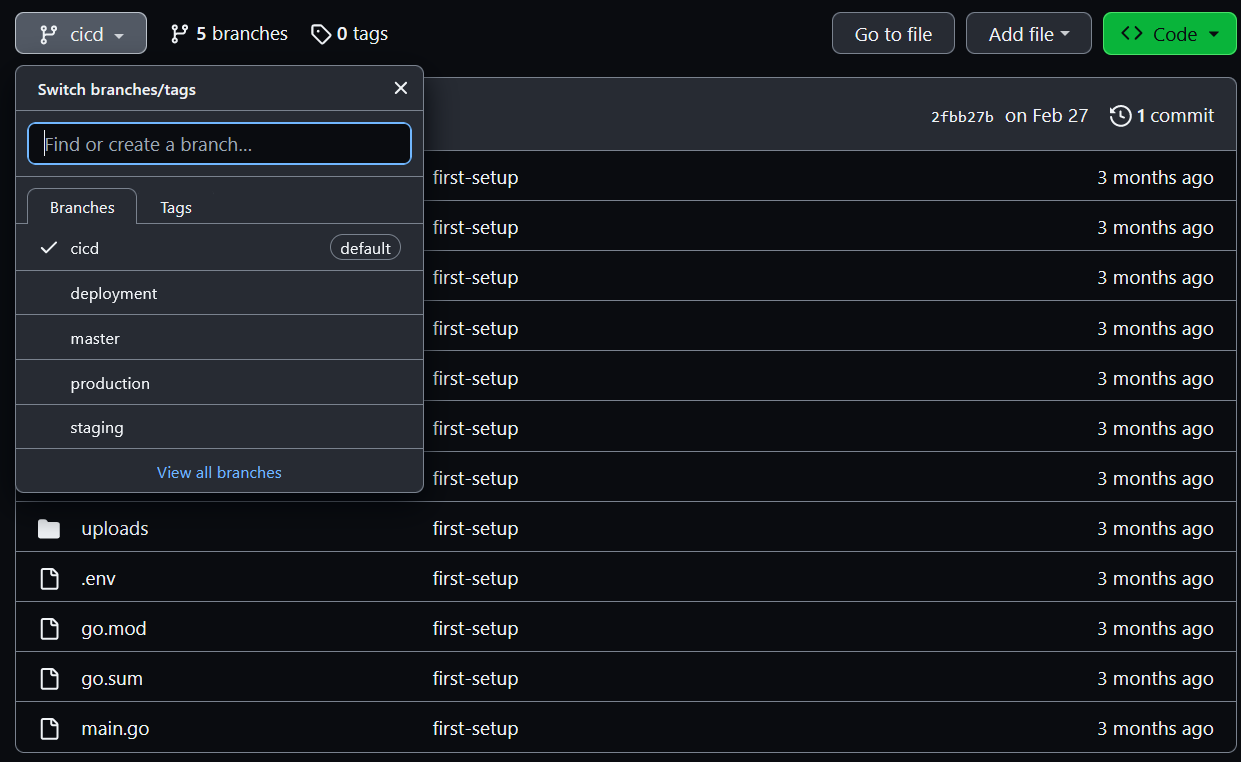 cicd 5 branches 0 tags Go to file Add file Code
Switch branches/tags
2fbb27b on Feb 27 1 commit
Find or create a branch...
first-setup 3 months ago
Branches Tags
first-setup 3 months ago
cicd default
first-setup 3 months ago
deployment
first-setup 3 months ago
master
first-setup 3 months ago
production
first-setup 3 months ago
staging
first-setup 3 months ago
View all branches
uploads first-setup 3 months ago
.env first-setup 3 months ago
go.mod first-setup 3 months ago
go.sum first-setup 3 months ago
main.go first-setup 3 months ago